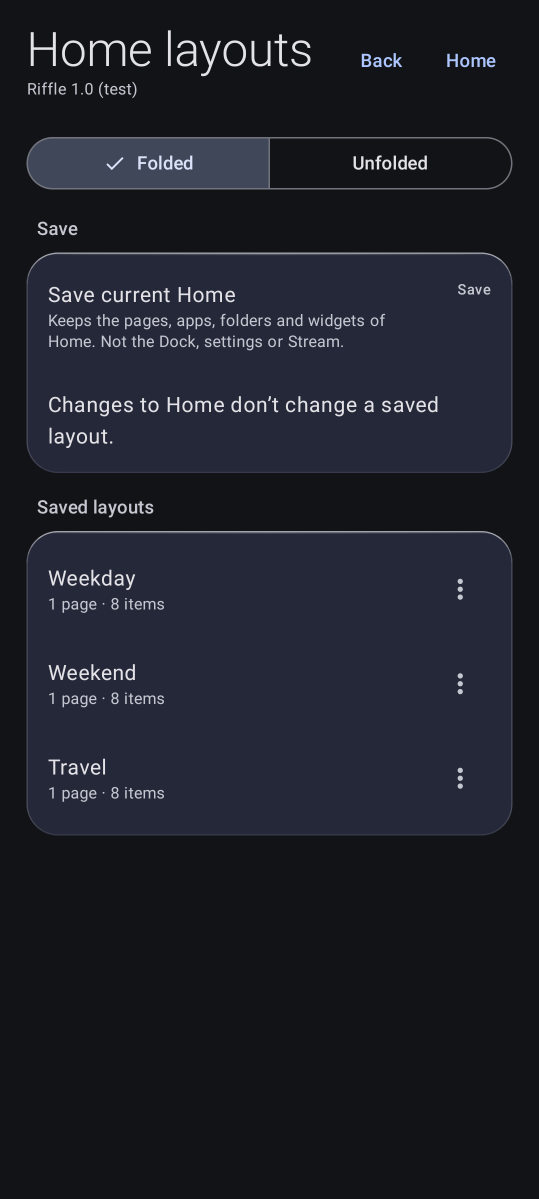 Home layouts
Back
Home
Riffle 1.0 (test)
Folded
Unfolded
Save
Save current Home
Save
Keeps the pages, apps, folders and widgets of
Home. Not the Dock, settings or Stream.
Changes to Home don’t change a saved
layout.
Saved layouts
Weekday
1 page · 8 items
Weekend
1 page · 8 items
Travel
1 page · 8 items